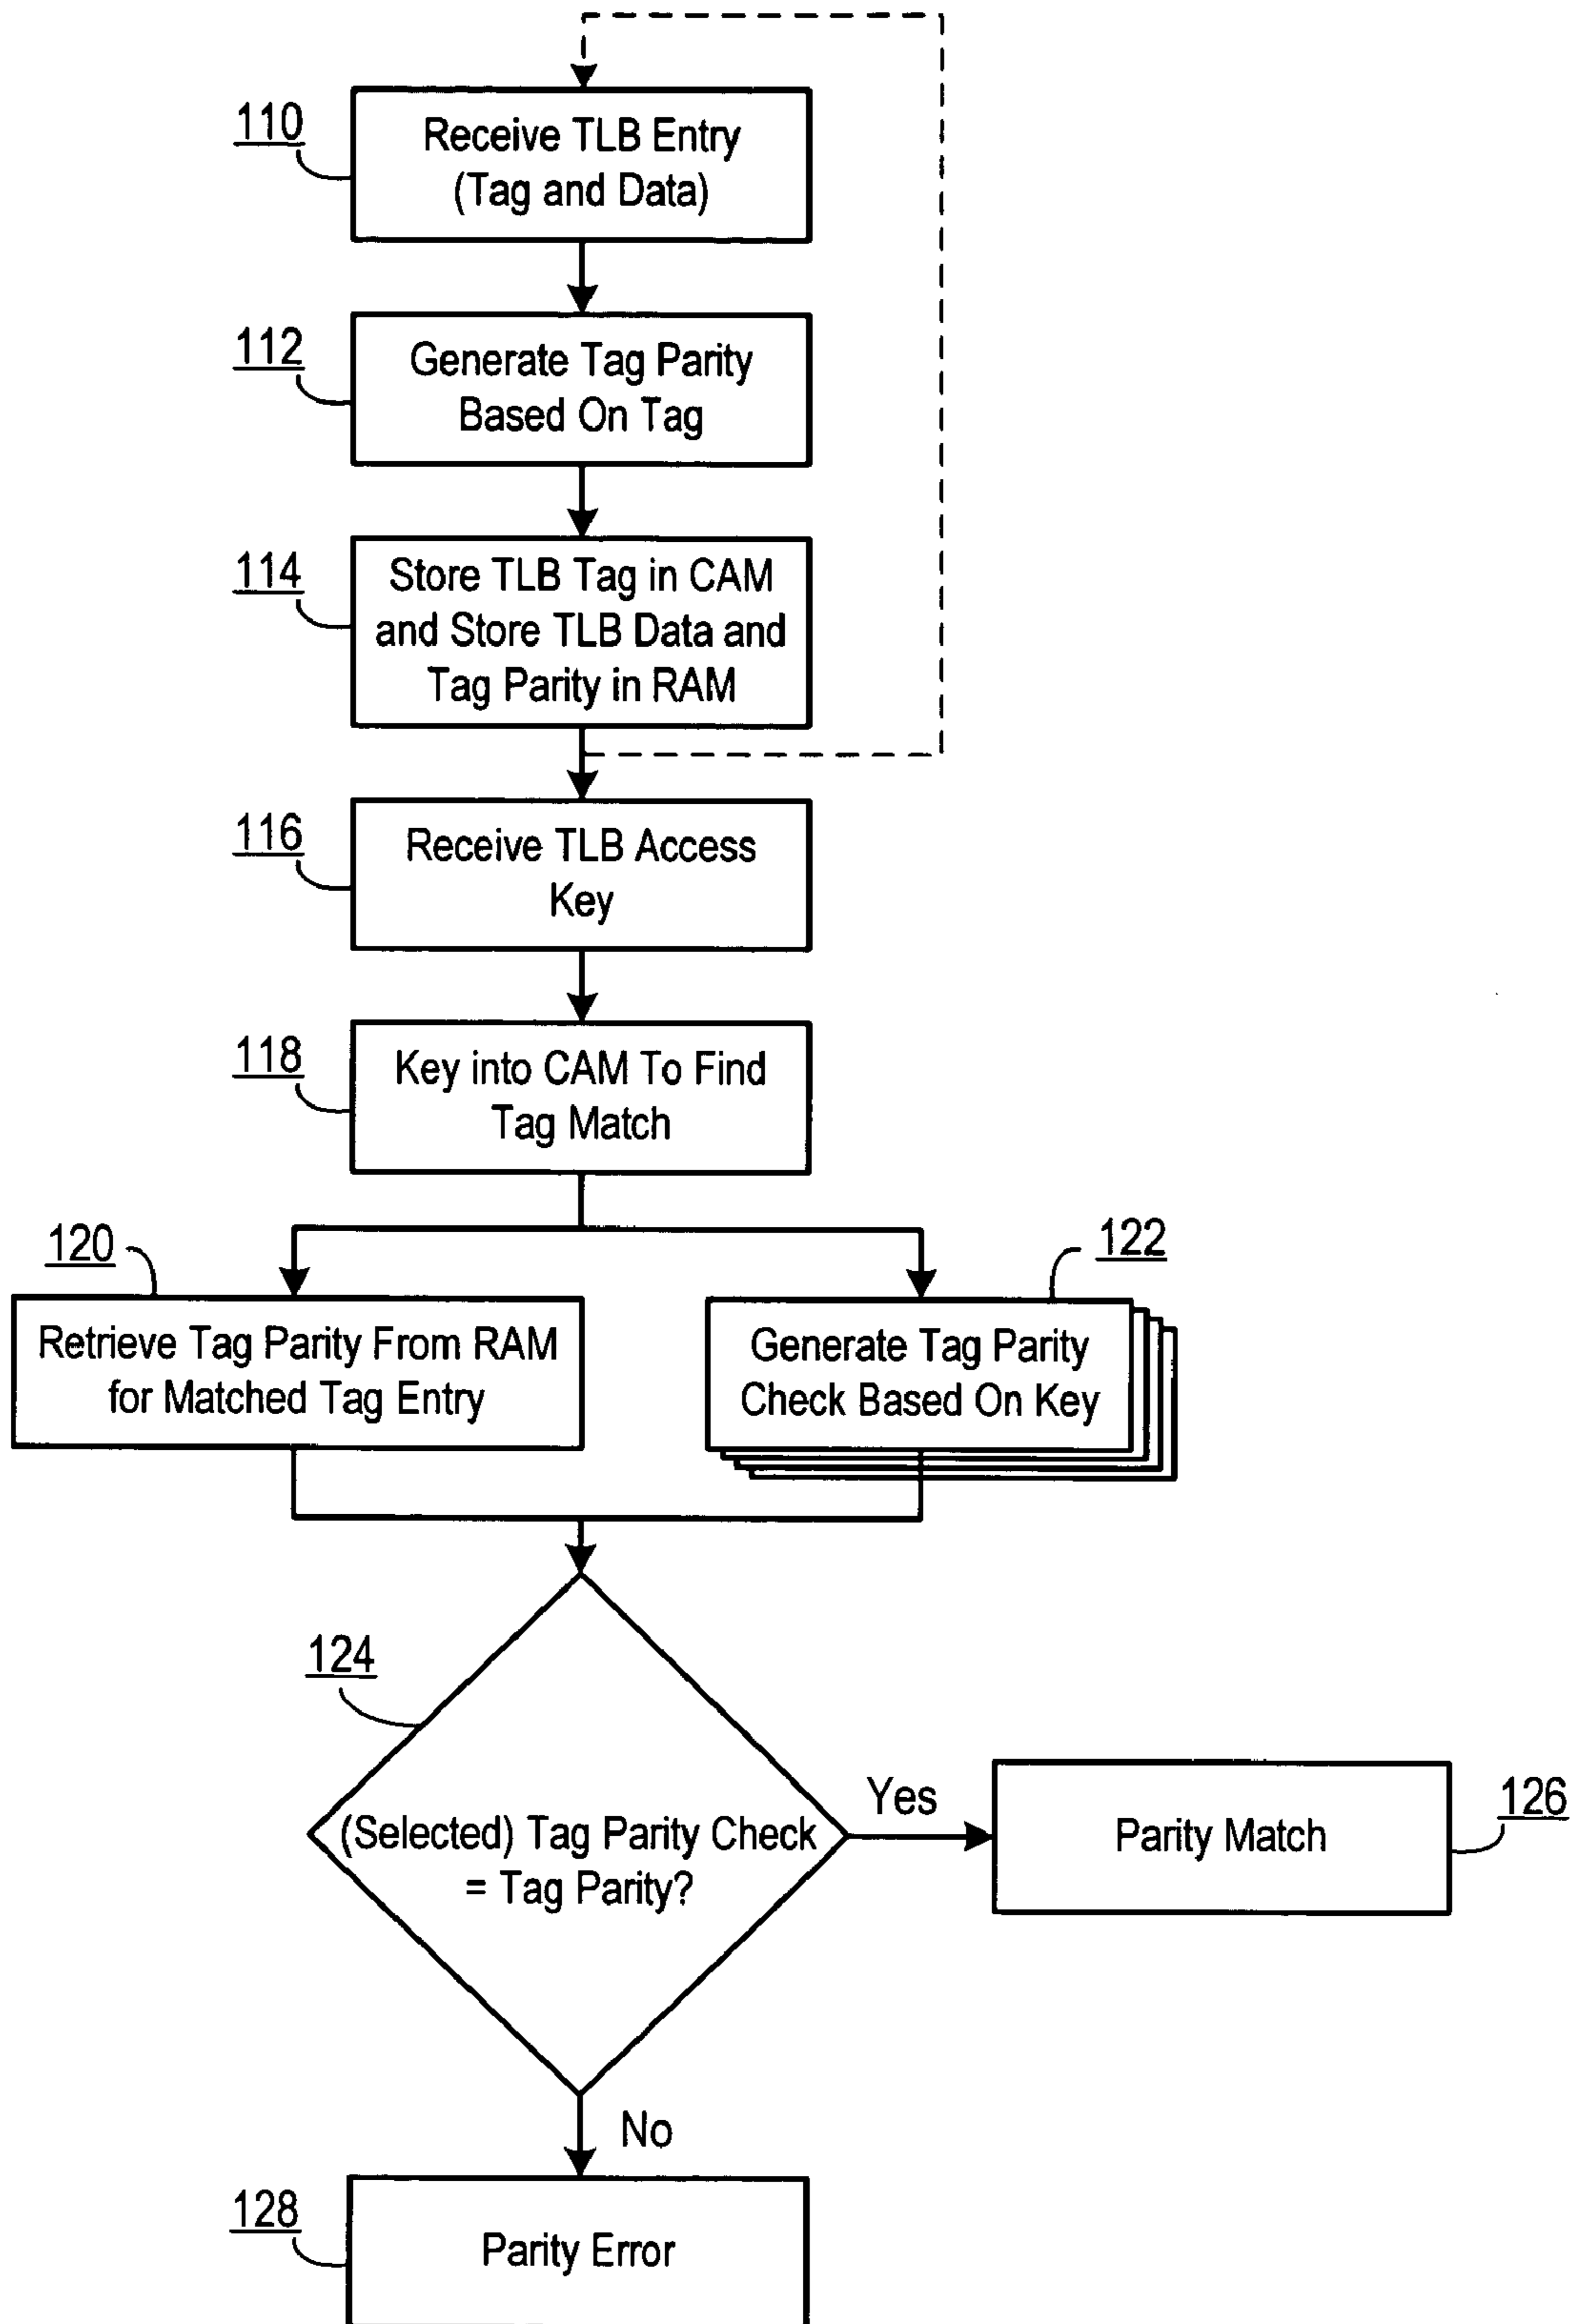 110
Receive TLB Entry
(Tag and Data)
112
Generate Tag Parity
Based On Tag
114
Store TLB Tag in CAM
and Store TLB Data and
Tag Parity in RAM
116
Receive TLB Access
Key
118
Key into CAM To Find
Tag Match
120
122
Retrieve Tag Parity From RAM
for Matched Tag Entry
Generate Tag Parity
Check Based On Key
124
(Selected) Tag Parity Check
= Tag Parity?
Yes
Parity Match
126
No
128
Parity Error